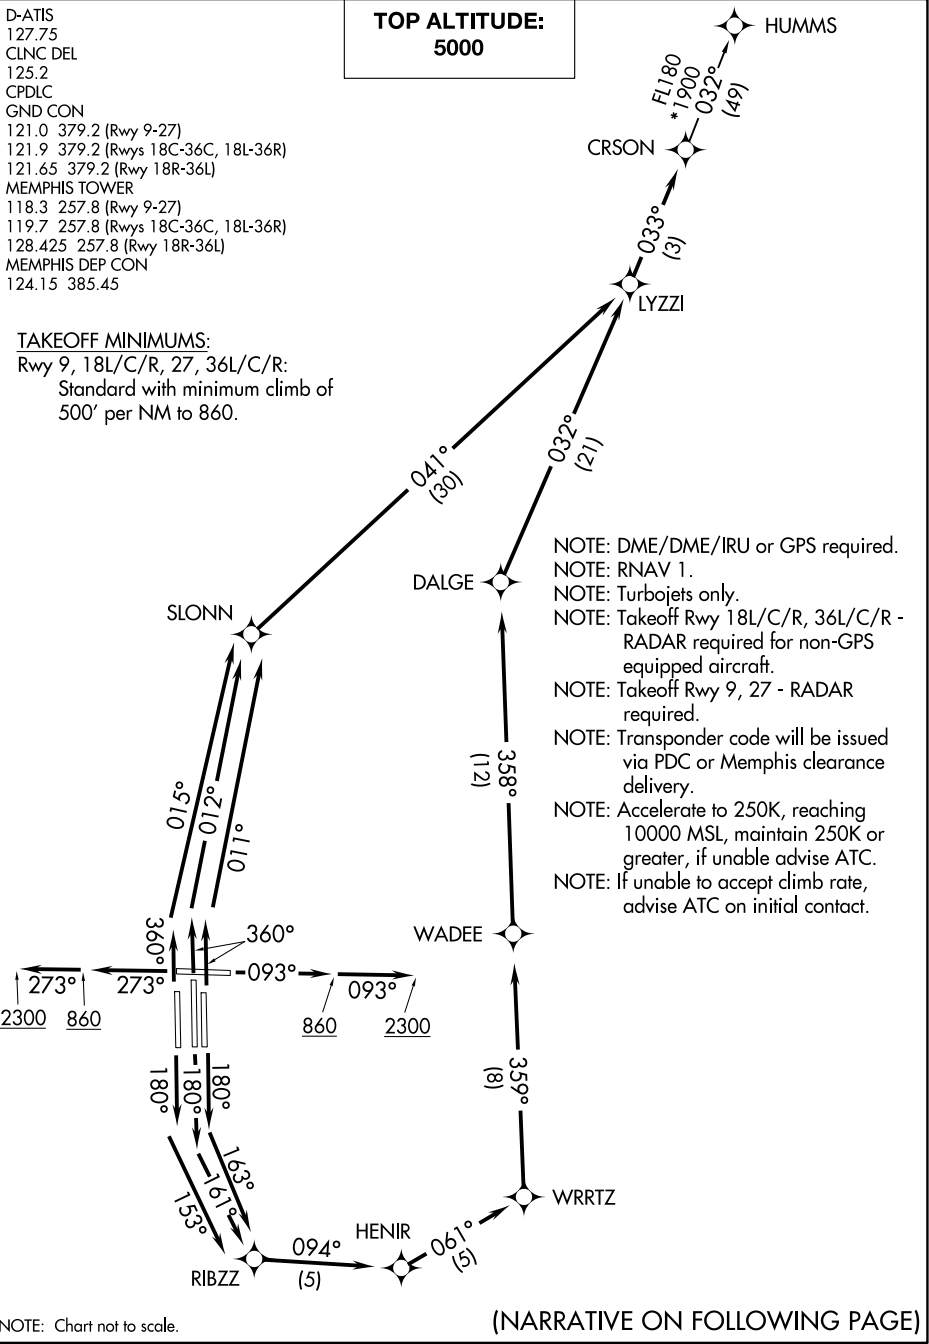 D-ATIS
127.75
CLNC DEL
125.2
CPDLC
GND CON
121.0 379.2 (Rwy 9-27)
121.9 379.2 (Rwys 18C-36C, 18L-36R)
121.65 379.2 (Rwy 18R-36L)
MEMPHIS TOWER
118.3 257.8 (Rwy 9-27)
119.7 257.8 (Rwys 18C-36C, 18L-36R)
128.425 257.8 (Rwy 18R-36L)
MEMPHIS DEP CON
124.15 385.45
TOP ALTITUDE:
5000
HUMMS
FL180
*1900
032°
(49)
CRSON
033°
(3)
LYZZI
TAKEOFF MINIMUMS:
Rwy 9, 18L/C/R, 27, 36L/C/R:
Standard with minimum climb of
500' per NM to 860.
041°
(30)
032°
(21)
DALGE
SLONN
NOTE: DME/DME/IRU or GPS required.
NOTE: RNAV 1.
NOTE: Turbojets only.
NOTE: Takeoff Rwy 18L/C/R, 36L/C/R -
RADAR required for non-GPS
equipped aircraft.
NOTE: Takeoff Rwy 9, 27 - RADAR
required.
NOTE: Transponder code will be issued
via PDC or Memphis clearance
delivery.
NOTE: Accelerate to 250K, reaching
10000 MSL, maintain 250K or
greater, if unable advise ATC.
NOTE: If unable to accept climb rate,
advise ATC on initial contact.
358°
(12)
015°
012°
011°
WADEE
360°
360°
273°
273°
093°
093°
2300
860
860
2300
359°
(8)
180°
180°
180°
153°
161°
163°
WRRTZ
HENIR
061°
(5)
RIBZZ
094°
(5)
NOTE: Chart not to scale.
(NARRATIVE ON FOLLOWING PAGE)